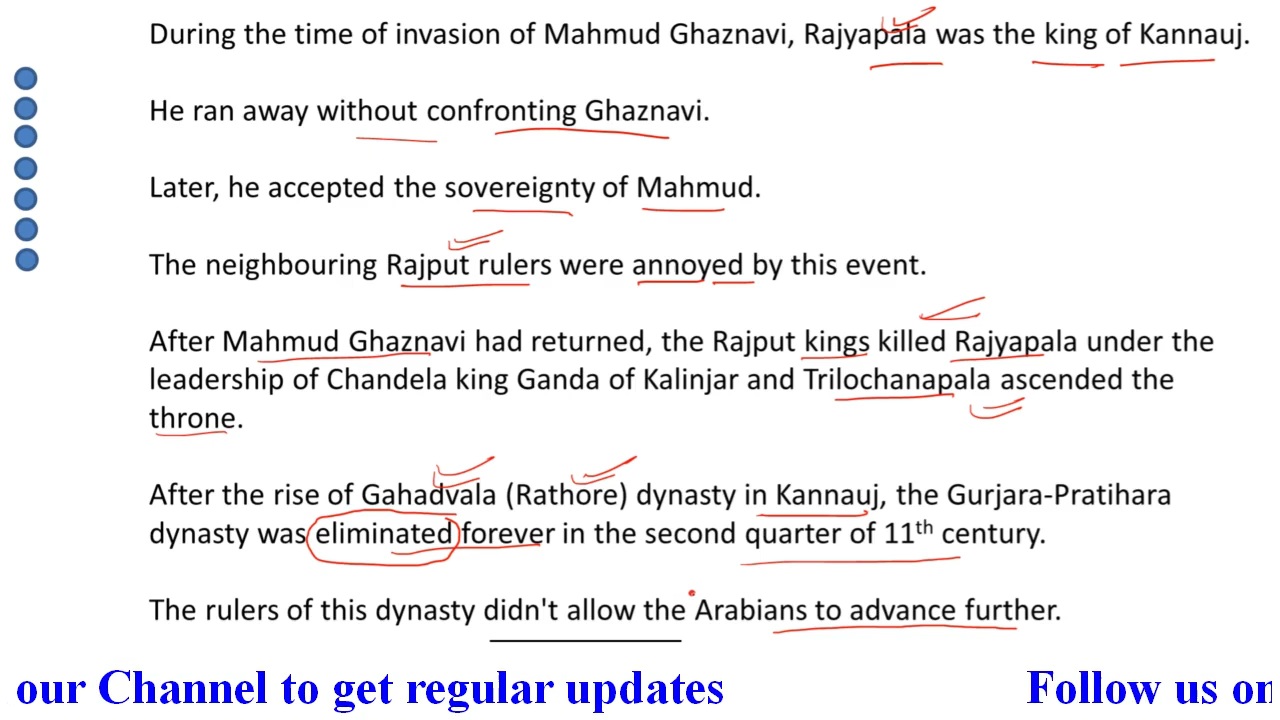 During the time of invasion of Mahmud Ghaznavi, Rajyapala was the king of Kannauj.
He ran away without confronting Ghaznavi.
Later, he accepted the sovereignty of Mahmud.
The neighbouring Rajput rulers were annoyed by this event.
After Mahmud Ghaznavi had returned, the Rajput kings killed Rajyapala under the
leadership of Chandela king Ganda of Kalinjar and Trilochanapala ascended the
throne.
After the rise of Gahadvala (Rathore) dynasty in Kannauj, the Gurjara-Pratihara
dynasty was eliminated forever in the second quarter of 11th century.
The rulers of this dynasty didn't allow the Arabians to advance further.
our Channel to get regular updates Follow us on